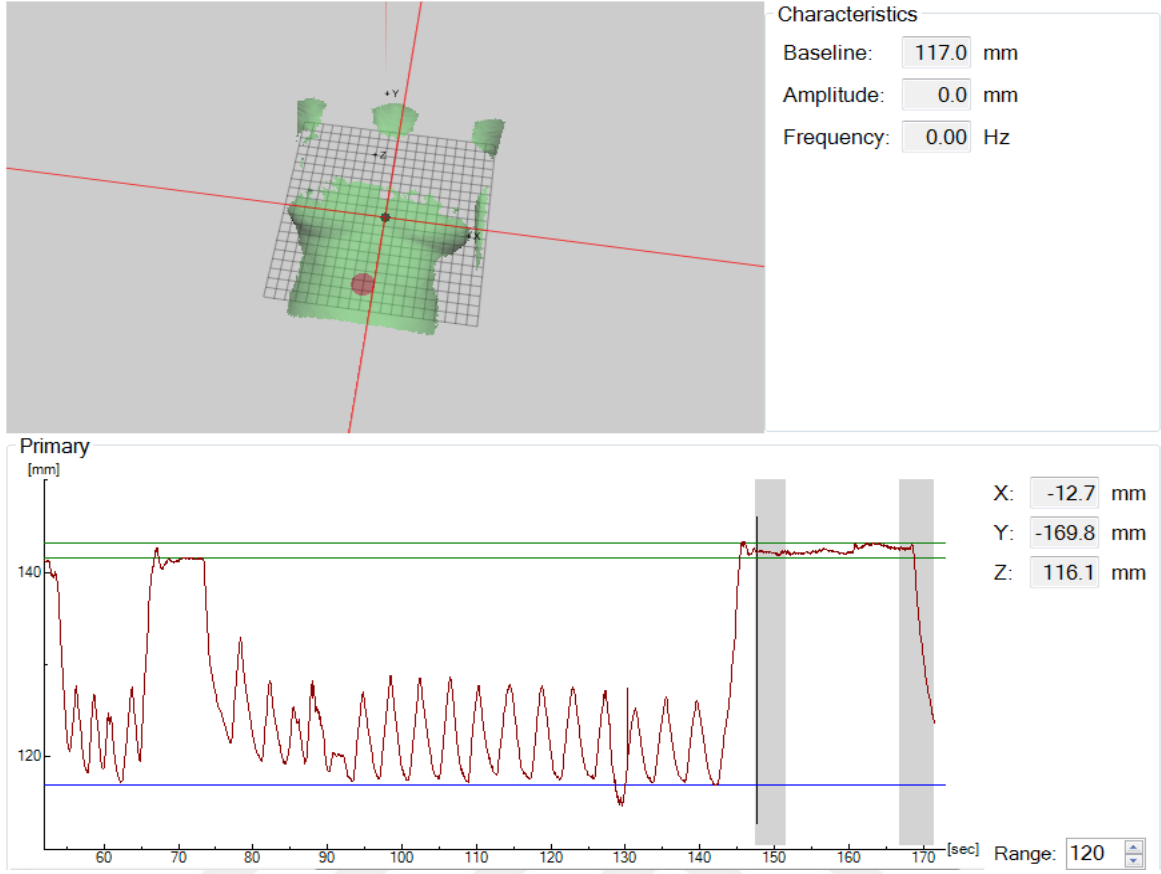 Characteristics
Baseline: 117.0 mm
Amplitude: 0.0 mm
Frequency: 0.00 Hz
+Y
+Z
+X
Primary
[mm]
X: -12.7 mm
Y: -169.8 mm
Z: 116.1 mm
140
120
60 70 80 90 100 110 120 130 140 150 160 170 [sec]
Range: 120